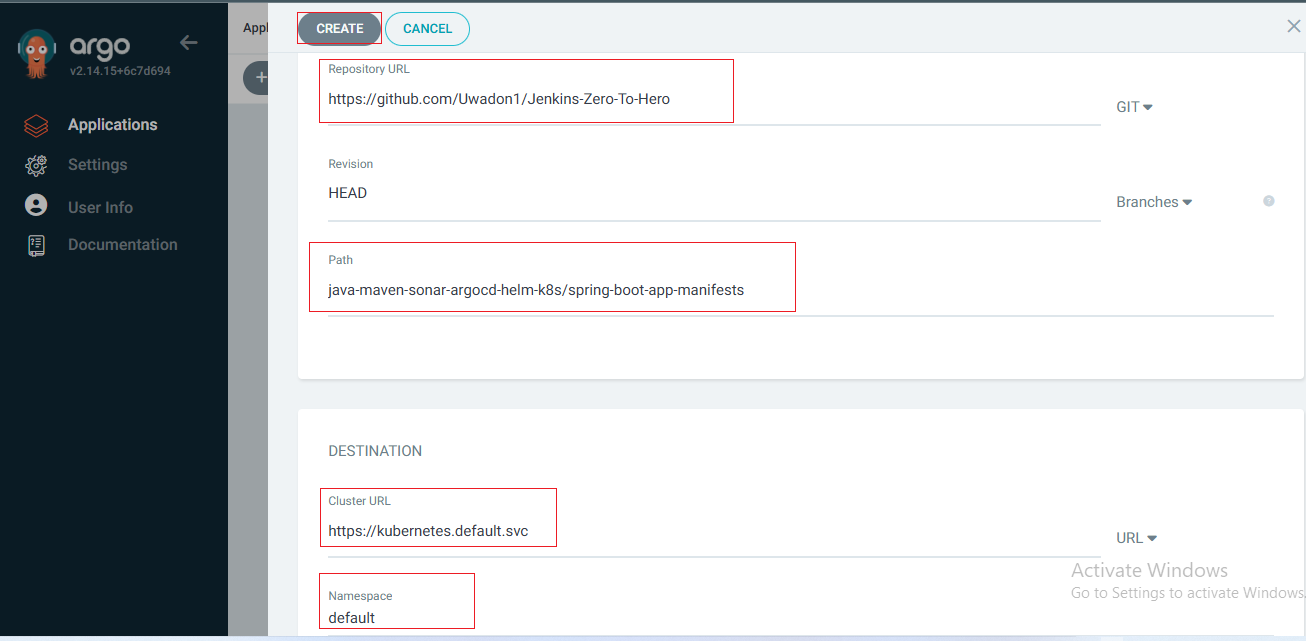 argo
v2.14.15+6c7d694
Applications
Settings
User Info
Documentation
Appl
+
CREATE
CANCEL
Repository URL
https://github.com/Uwadon1/Jenkins-Zero-To-Hero
GIT
Revision
HEAD
Branches
?
Path
java-maven-sonar-argocd-helm-k8s/spring-boot-app-manifests
DESTINATION
Cluster URL
https://kubernetes.default.svc
URL
Namespace
default
Activate Windows
Go to Settings to activate Windows.